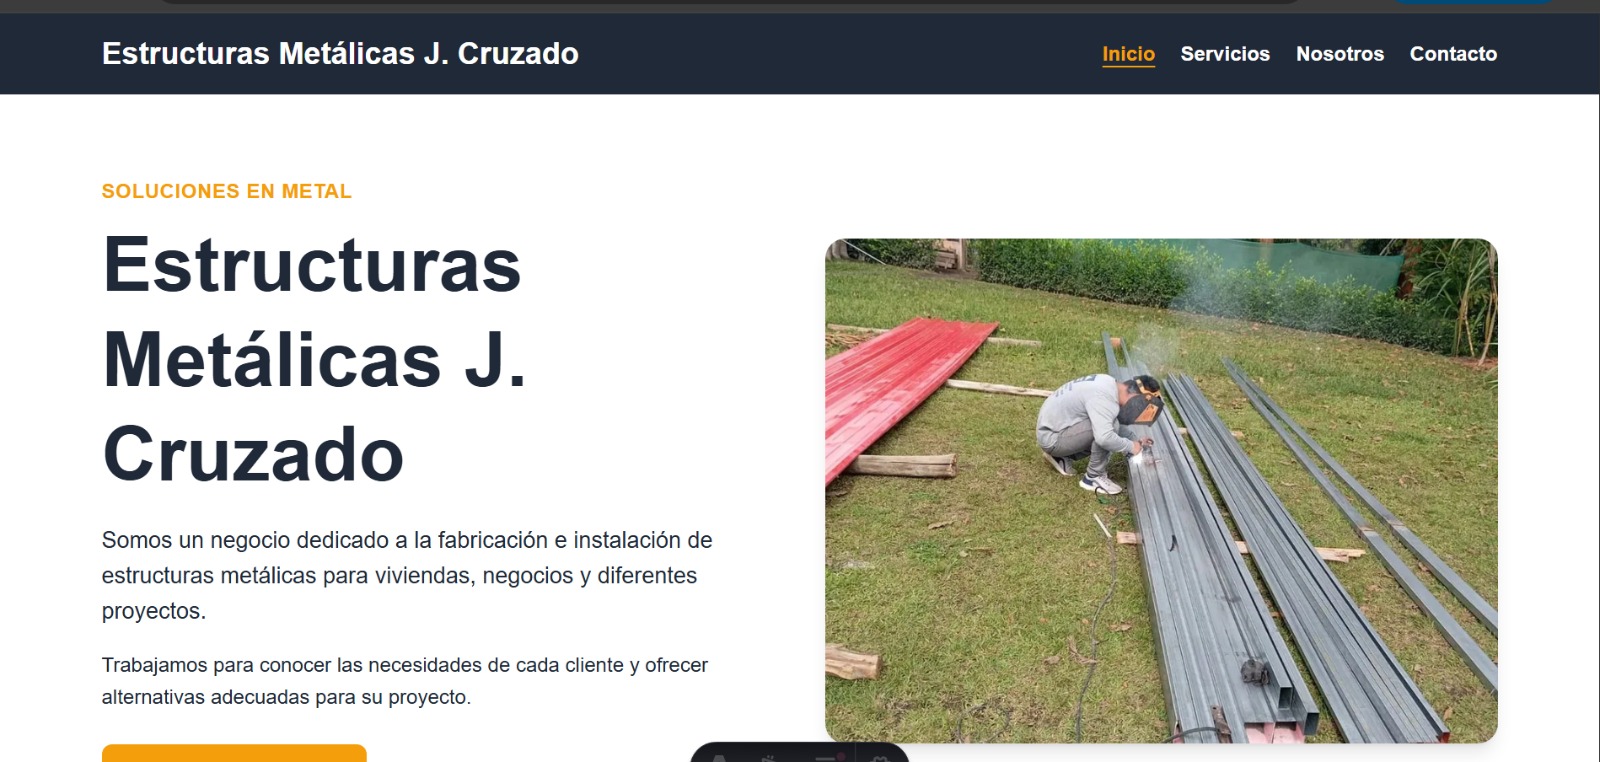 Estructuras Metálicas J. Cruzado
Inicio Servicios Nosotros Contacto
SOLUCIONES EN METAL
Estructuras
Metálicas J.
Cruzado
Somos un negocio dedicado a la fabricación e instalación de
estructuras metálicas para viviendas, negocios y diferentes
proyectos.
Trabajamos para conocer las necesidades de cada cliente y ofrecer
alternativas adecuadas para su proyecto.